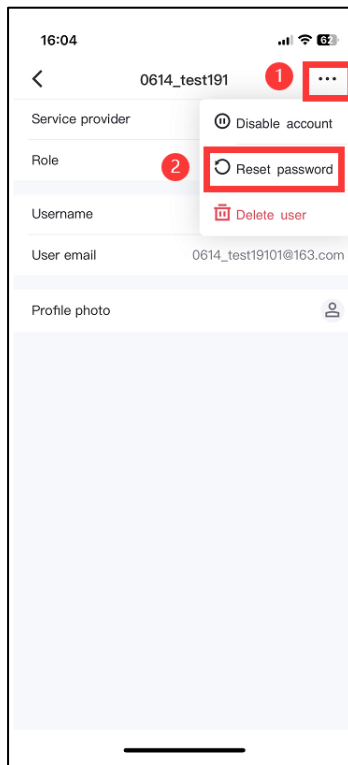 16:04
62
0614_test191
1
...
Service provider
Disable account
Role
2
Reset password
Username
Delete user
User email
0614_test19101@163.com
Profile photo